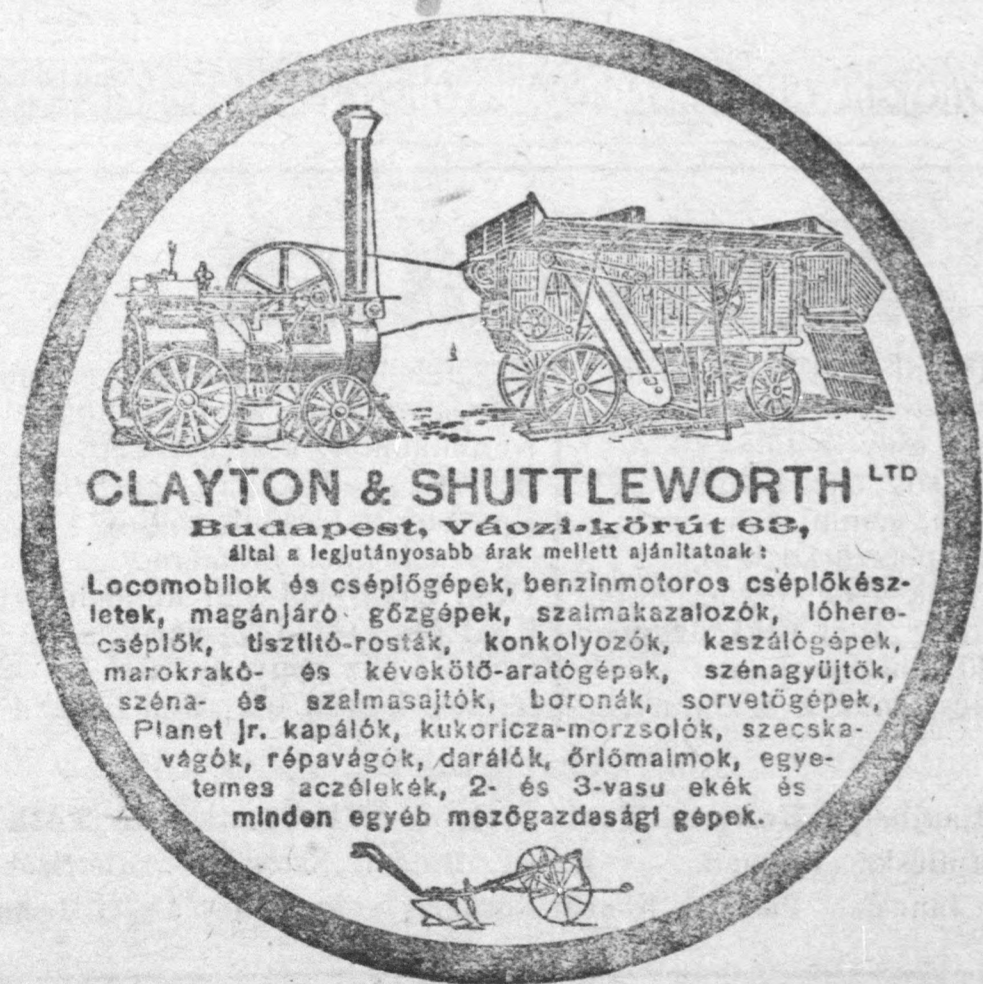 CLAYTON & SHUTTLEWORTH LTD
Budapest, Váczi-körút 63,
által a legjutányosabb árak mellett ajánltatnak:
Locomobilok és cséplőgépek, benzinmotoros cséplőkész-
letek, magánjáró gőzgépek, szalmakazalozók, lóhere-
cséplők, tisztító-rosták, konkolyozók, kaszálógépek,
marokrakó- és kévekötő-aratógépek, szénagyüjtők,
széna- és szalmasajtók, boronák, sorvetőgépek,
Planet jr. kapálók, kukoricza-morzsolók, szecska-
vágók, répavágók, darálók, őrlőmalmok, egye-
temes aczélekék, 2- és 3-vasu ekék és
minden egyéb mezőgazdasági gépek.